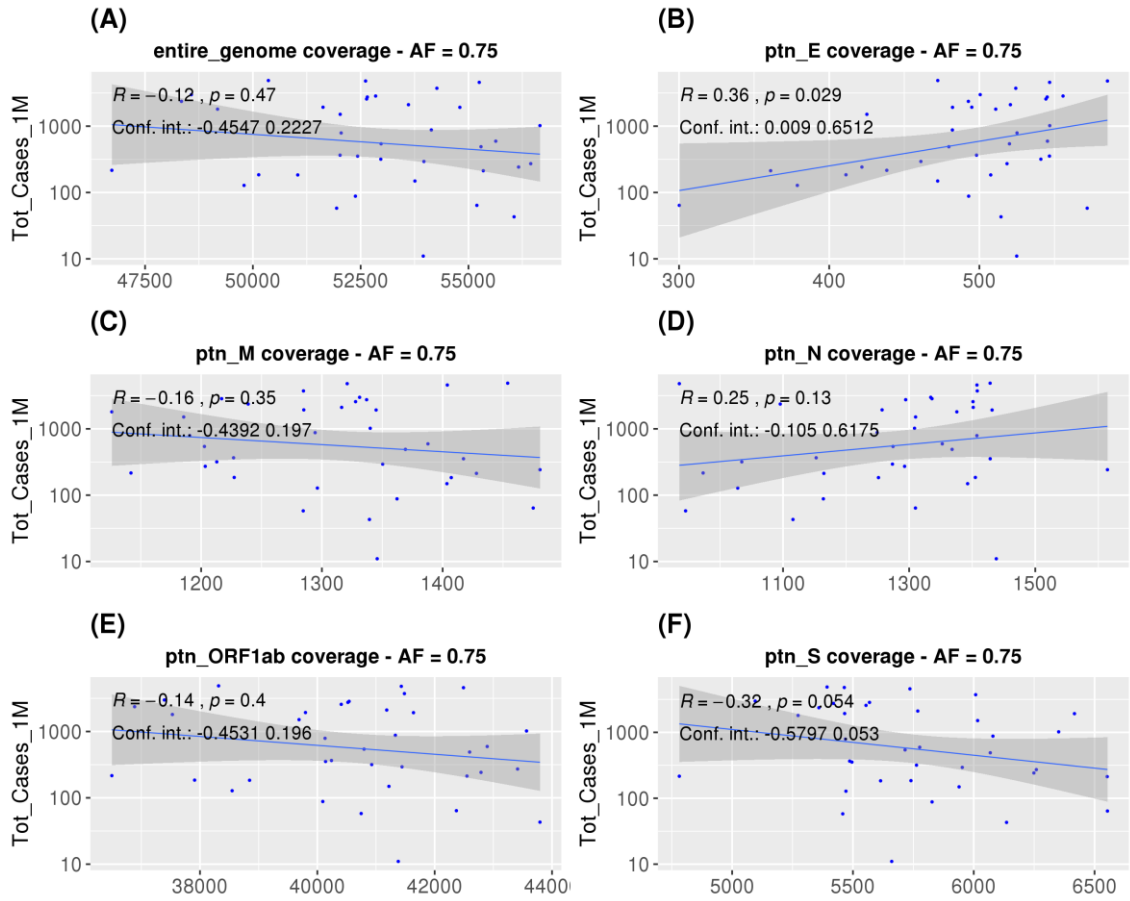 (A)
entire_genome coverage - AF = 0.75
R = −0.12 , p = 0.47
Conf. int.: -0.4547 0.2227
Tot_Cases_1M
1000
100
10
47500 50000 52500 55000
(B)
ptn_E coverage - AF = 0.75
R = 0.36 , p = 0.029
Conf. int.: 0.009 0.6512
Tot_Cases_1M
1000
100
10
300 400 500
(C)
ptn_M coverage - AF = 0.75
R = −0.16 , p = 0.35
Conf. int.: -0.4392 0.197
Tot_Cases_1M
1000
100
10
1200 1300 1400
(D)
ptn_N coverage - AF = 0.75
R = 0.25 , p = 0.13
Conf. int.: -0.105 0.6175
Tot_Cases_1M
1000
100
10
1100 1300 1500
(E)
ptn_ORF1ab coverage - AF = 0.75
R = −0.14 , p = 0.4
Conf. int.: -0.4531 0.196
Tot_Cases_1M
1000
100
10
38000 40000 42000 44000
(F)
ptn_S coverage - AF = 0.75
R = −0.32 , p = 0.054
Conf. int.: -0.5797 0.053
Tot_Cases_1M
1000
100
10
5000 5500 6000 6500